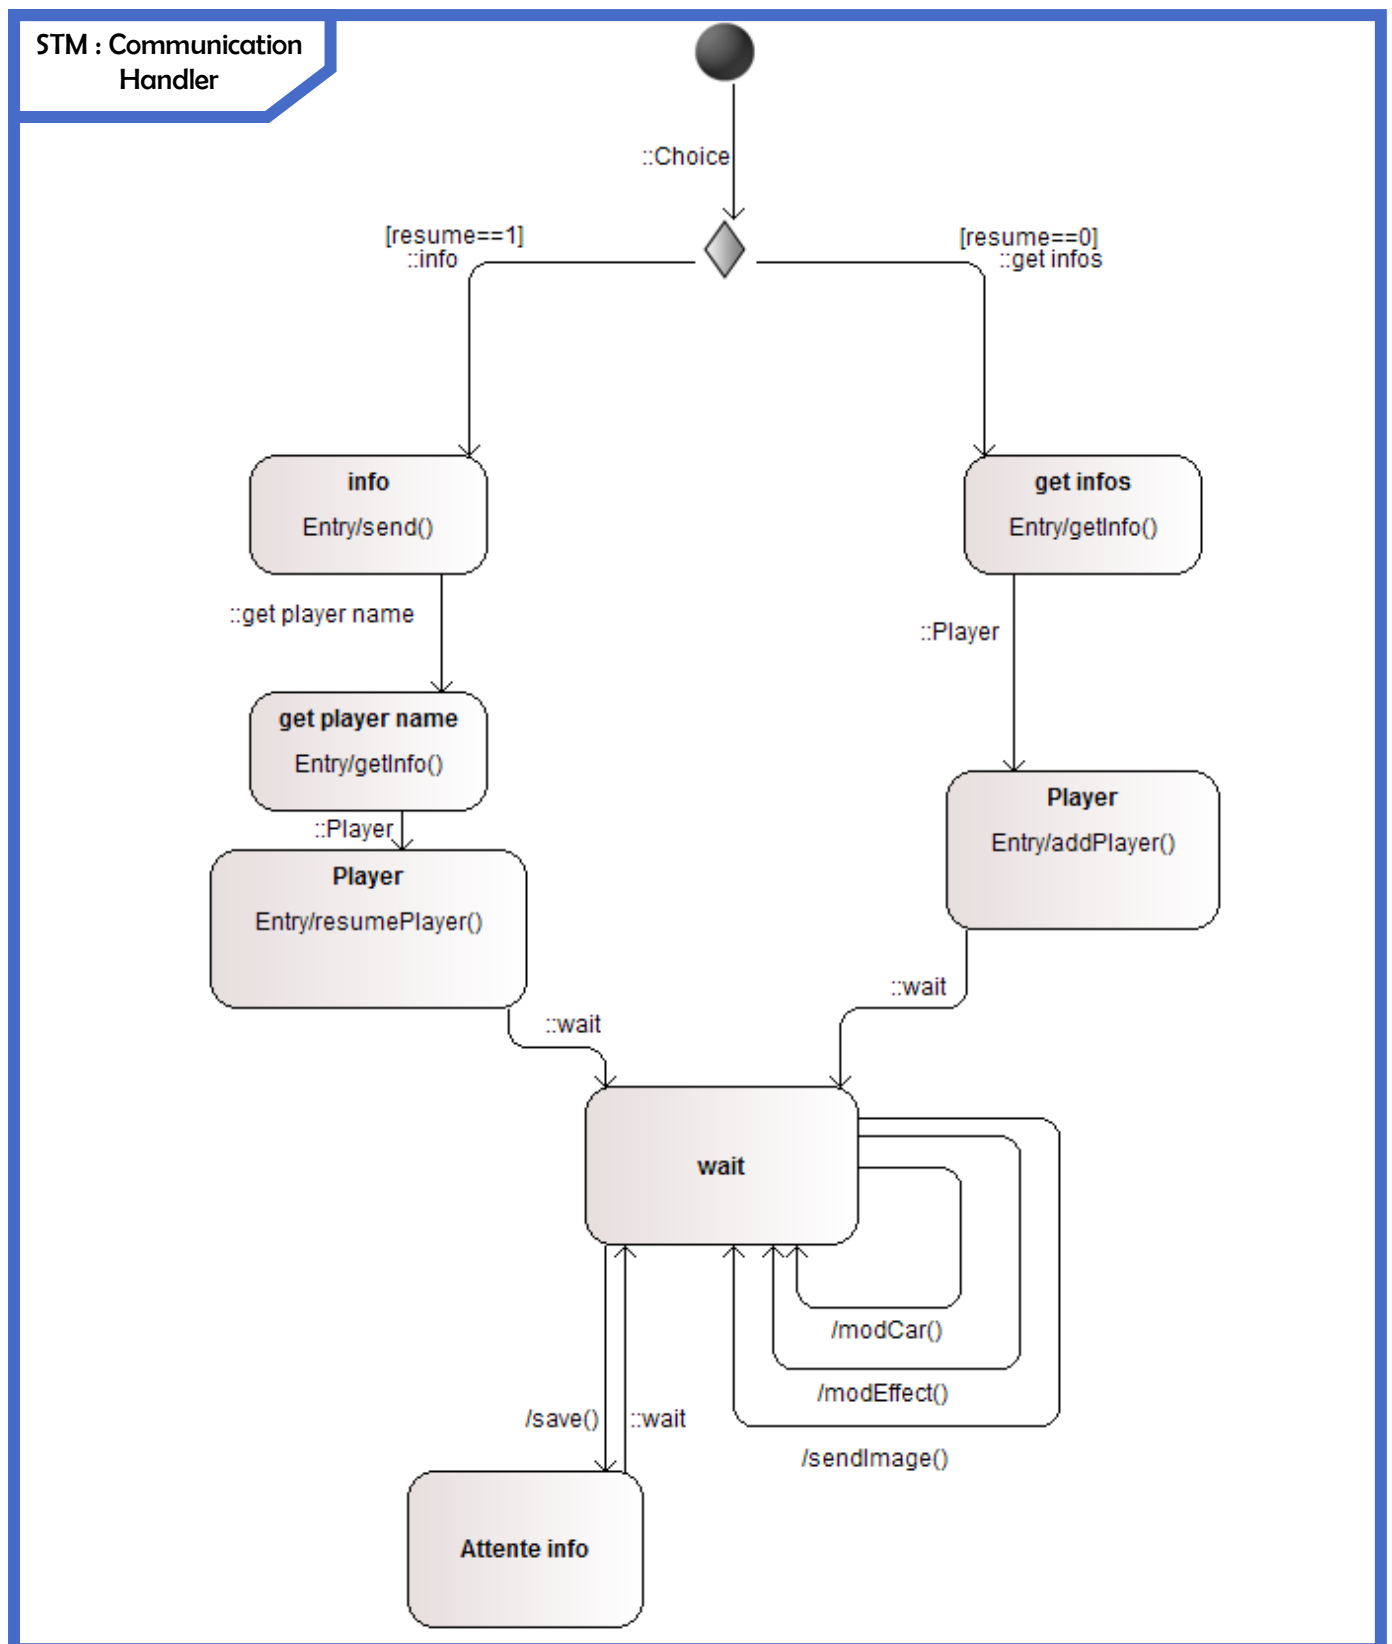 STM : Communication
Handler
::Choice
[resume==1]
::info
[resume==0]
::get infos
info
Entry/send()
get infos
Entry/getInfo()
::get player name
::Player
get player name
Entry/getInfo()
Player
Entry/addPlayer()
::Player
Player
Entry/resumePlayer()
::wait
::wait
wait
/modCar()
/modEffect()
/save()
::wait
/sendImage()
Attente info